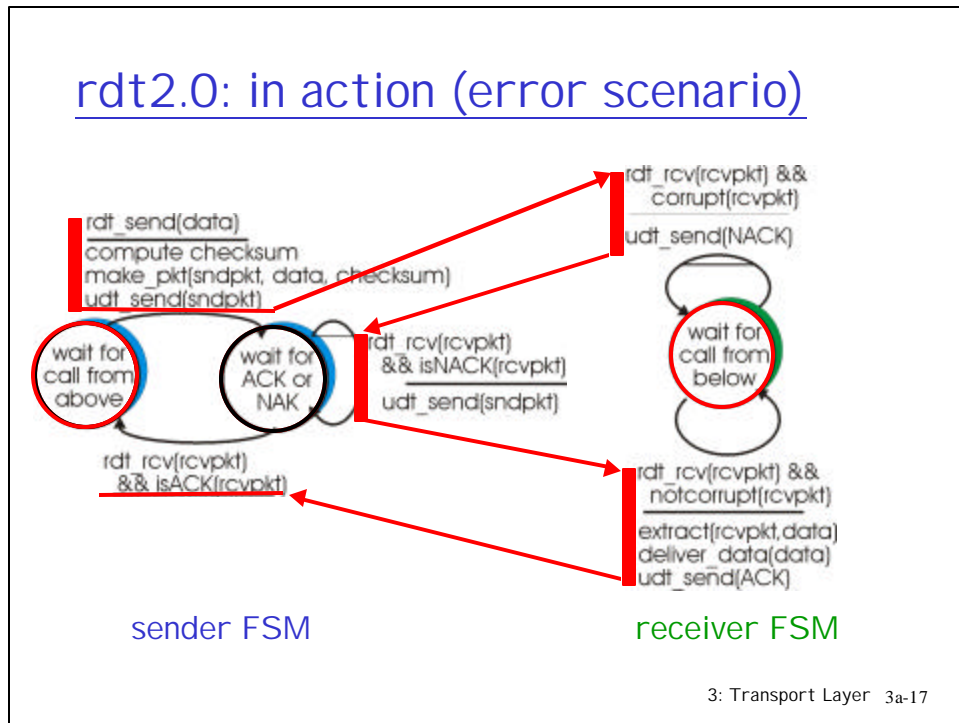 rdt2.0: in action (error scenario)
rdt_send(data)
compute checksum
make_pkt(sndpkt, data, checksum)
udt_send(sndpkt)
wait for
call from
above
wait for
ACK or
NAK
rdt_rcv(rcvpkt)
&& isNACK(rcvpkt)
udt_send(sndpkt)
rdt_rcv(rcvpkt)
&& isACK(rcvpkt)
rdt_rcv(rcvpkt) &&
corrupt(rcvpkt)
udt_send(NACK)
wait for
call from
below
rdt_rcv(rcvpkt) &&
notcorrupt(rcvpkt)
extract(rcvpkt,data)
deliver_data(data)
udt_send(ACK)
sender FSM
receiver FSM
3: Transport Layer 3a-17